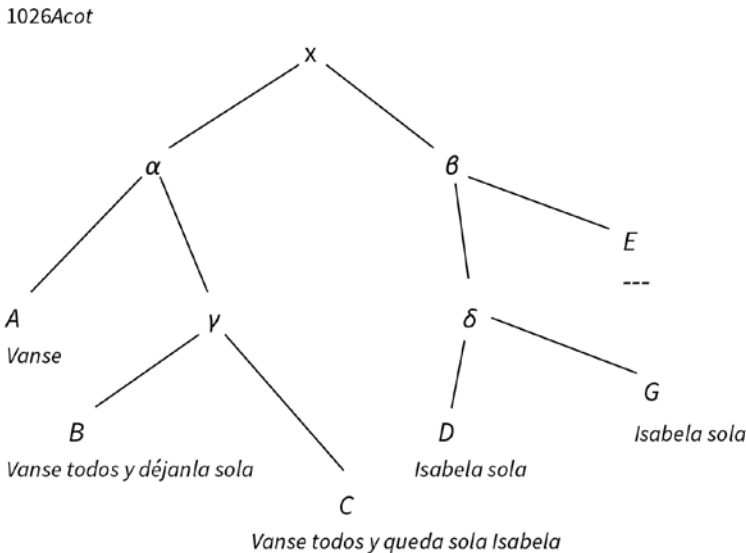 1026Acot
x
α β
E
---
A γ δ
Vanse
G
B D Isabela sola
Vanse todos y déjanla sola Isabela sola
C
Vanse todos y queda sola Isabela